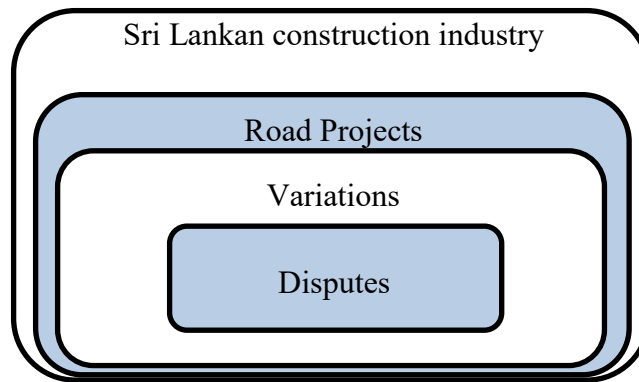 Sri Lankan construction industry
Road Projects
Variations
Disputes